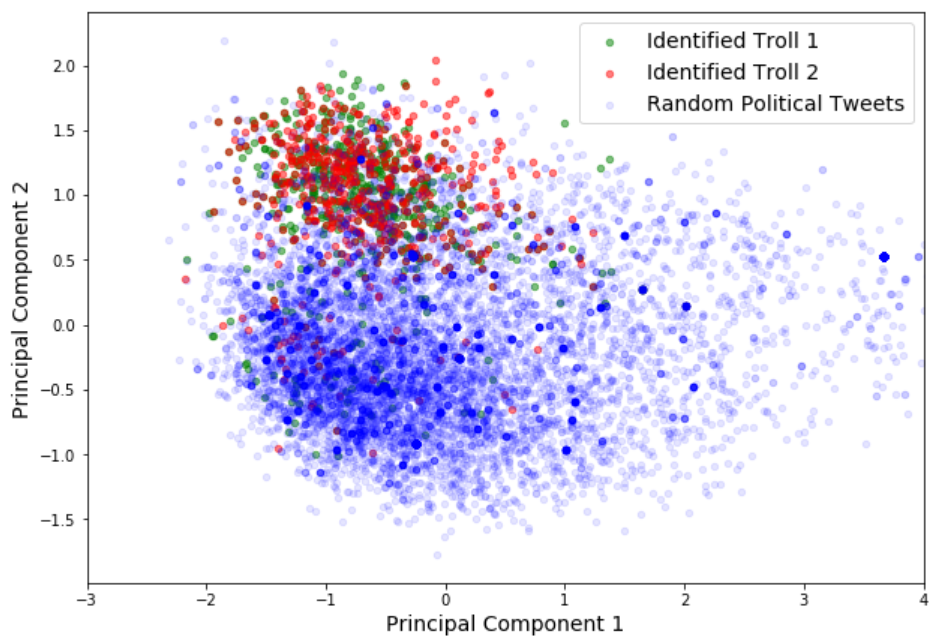 Identified Troll 1
Identified Troll 2
Random Political Tweets
2.0
1.5
1.0
0.5
0.0
−0.5
−1.0
−1.5
Principal Component 2
−3 −2 −1 0 1 2 3 4
Principal Component 1